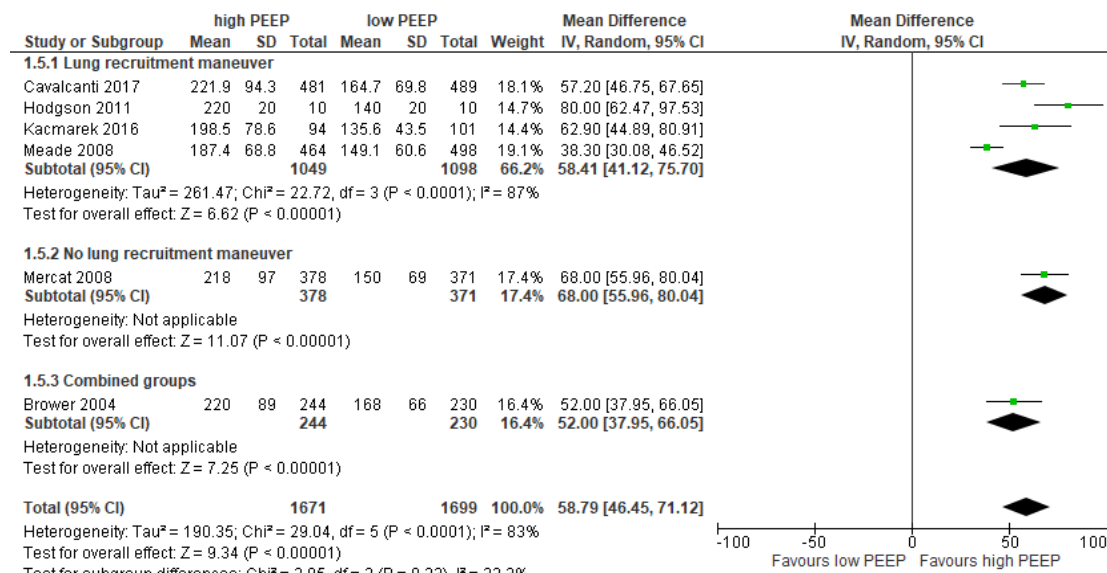 high PEEP low PEEP Mean Difference Mean Difference
Study or Subgroup Mean SD Total Mean SD Total Weight IV, Random, 95% CI IV, Random, 95% CI
1.5.1 Lung recruitment maneuver
Cavalcanti 2017 221.9 94.3 481 164.7 69.8 489 18.1% 57.20 [46.75, 67.65]
Hodgson 2011 220 20 10 140 20 10 14.7% 80.00 [62.47, 97.53]
Kacmarek 2016 198.5 78.6 94 135.6 43.5 101 14.4% 62.90 [44.89, 80.91]
Meade 2008 187.4 68.8 464 149.1 60.6 498 19.1% 38.30 [30.08, 46.52]
Subtotal (95% CI) 1049 1098 66.2% 58.41 [41.12, 75.70]
Heterogeneity: Tau² = 261.47; Chi² = 22.72, df = 3 (P < 0.0001); I² = 87%
Test for overall effect: Z = 6.62 (P < 0.00001)
1.5.2 No lung recruitment maneuver
Mercat 2008 218 97 378 150 69 371 17.4% 68.00 [55.96, 80.04]
Subtotal (95% CI) 378 371 17.4% 68.00 [55.96, 80.04]
Heterogeneity: Not applicable
Test for overall effect: Z = 11.07 (P < 0.00001)
1.5.3 Combined groups
Brower 2004 220 89 244 168 66 230 16.4% 52.00 [37.95, 66.05]
Subtotal (95% CI) 244 230 16.4% 52.00 [37.95, 66.05]
Heterogeneity: Not applicable
Test for overall effect: Z = 7.25 (P < 0.00001)
Total (95% CI) 1671 1699 100.0% 58.79 [46.45, 71.12]
Heterogeneity: Tau² = 190.35; Chi² = 29.04, df = 5 (P < 0.0001); I² = 83%
Test for overall effect: Z = 9.34 (P < 0.00001)
-100 -50 0 50 100
Favours low PEEP Favours high PEEP
Test for subgroup differences: Chi² =